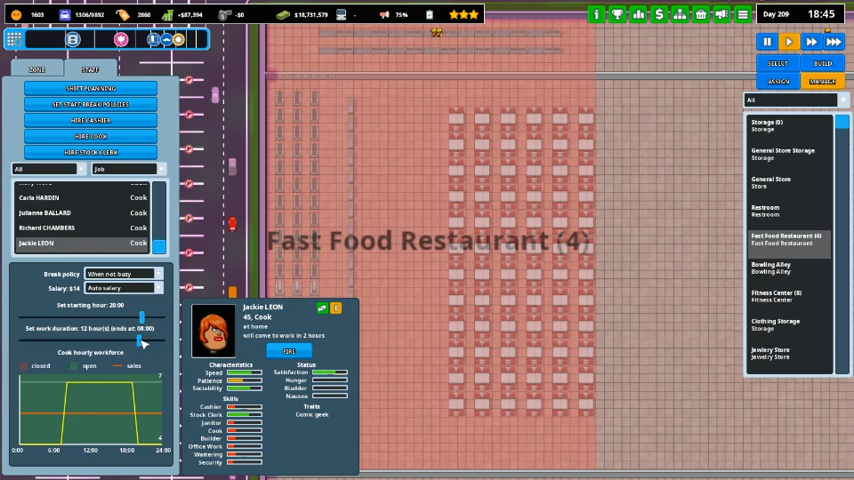 1603
1306/9892
2860
+$87,394
-$0
$18,731,579
-
75%
Day 209
18:45
SELECT
BUILD
ASSIGN
MANAGE
ZONE
STAFF
SHIFT PLANNING
SET STAFF BREAK POLICIES
HIRE CASHIER
HIRE COOK
HIRE STOCK CLERK
All
Job
Carla HARDIN Cook
Julianne BALLARD Cook
Richard CHAMBERS Cook
Jackie LEON Cook
Break policy When not busy
Salary: $14 Auto salary
Set starting hour: 20:00
Set work duration: 12 hour(s) (ends at: 08:00)
Cook hourly workforce
closed open sales
7
4
0:00 6:00 12:00 18:00 24:00
Jackie LEON
45, Cook
at home
will come to work in 2 hours
FIRE
Characteristics
Speed
Patience
Sociability
Skills
Cashier
Stock Clerk
Janitor
Cook
Builder
Office Work
Waitering
Security
Status
Satisfaction
Hunger
Bladder
Nausea
Traits
Comic geek
Fast Food Restaurant (4)
All
Storage (8)
Storage
General Store Storage
Storage
General Store
Store
Restroom
Restroom
Fast Food Restaurant (4)
Fast Food Restaurant
Bowling Alley
Bowling Alley
Fitness Center (8)
Fitness Center
Clothing Storage
Storage
Jewlery Store
Jewelry Store